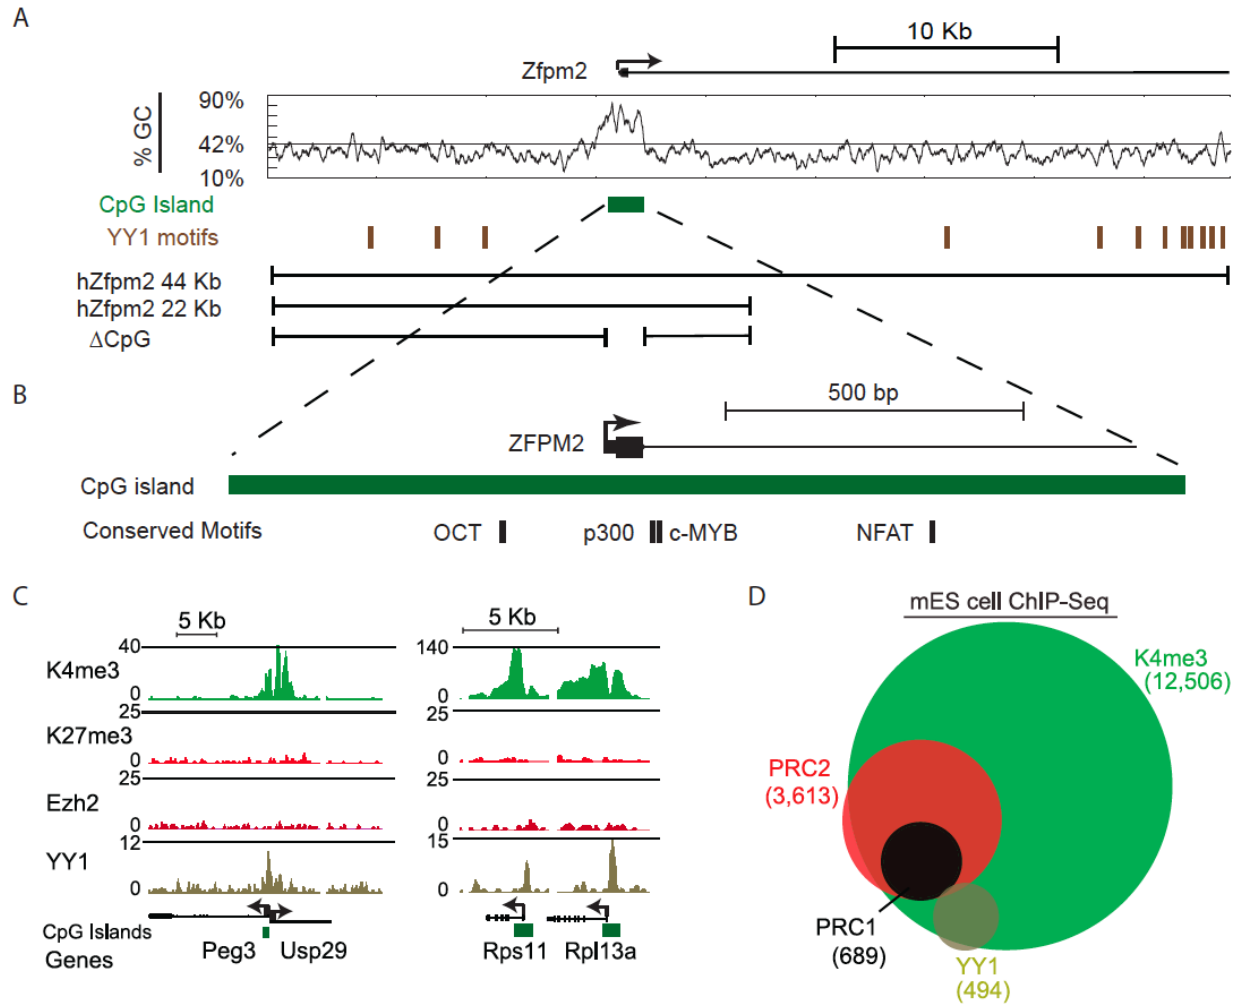 A
10 Kb
Zfpm2
% GC
90%
42%
10%
CpG Island
YY1 motifs
hZfpm2 44 Kb
hZfpm2 22 Kb
ΔCpG
B
500 bp
ZFPM2
CpG island
Conserved Motifs
OCT
p300
c-MYB
NFAT
C
5 Kb
5 Kb
K4me3
40
0
140
0
K27me3
25
0
25
0
Ezh2
25
0
25
0
YY1
12
0
15
0
CpG Islands
Genes
Peg3
Usp29
Rps11
Rpl13a
D
mES cell ChIP-Seq
K4me3
(12,506)
PRC2
(3,613)
PRC1
(689)
YY1
(494)